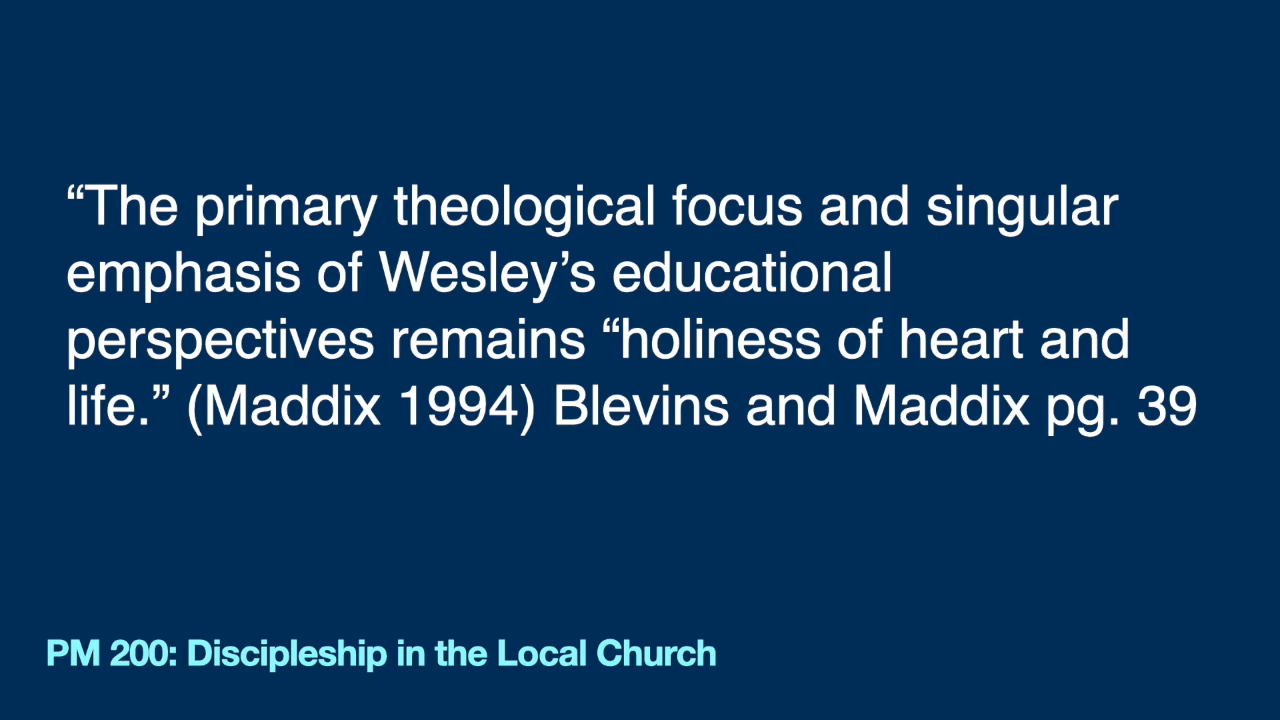 “The primary theological focus and singular
emphasis of Wesley’s educational
perspectives remains “holiness of heart and
life.” (Maddix 1994) Blevins and Maddix pg. 39
PM 200: Discipleship in the Local Church